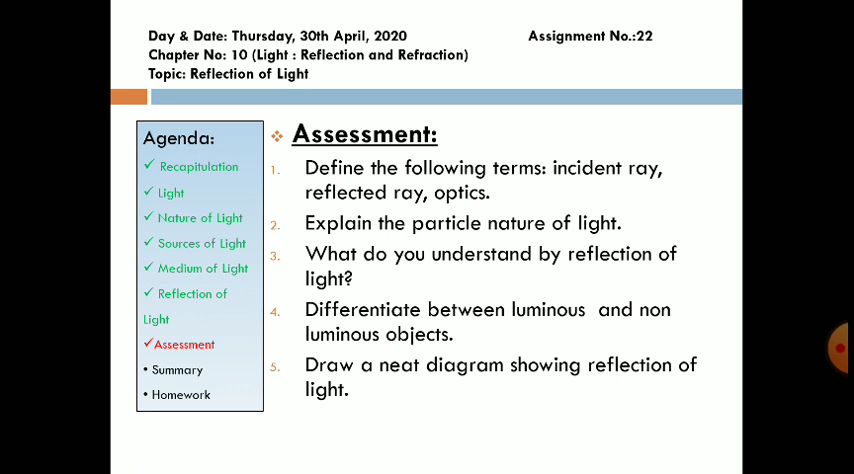 Day & Date: Thursday, 30th April, 2020 Assignment No.:22
Chapter No: 10 (Light : Reflection and Refraction)
Topic: Reflection of Light
Agenda:
✓ Recapitulation
✓ Light
✓ Nature of Light
✓ Sources of Light
✓ Medium of Light
✓ Reflection of
Light
✓Assessment
• Summary
• Homework
❖ Assessment:
1. Define the following terms: incident ray,
reflected ray, optics.
2. Explain the particle nature of light.
3. What do you understand by reflection of
light?
4. Differentiate between luminous and non
luminous objects.
5. Draw a neat diagram showing reflection of
light.